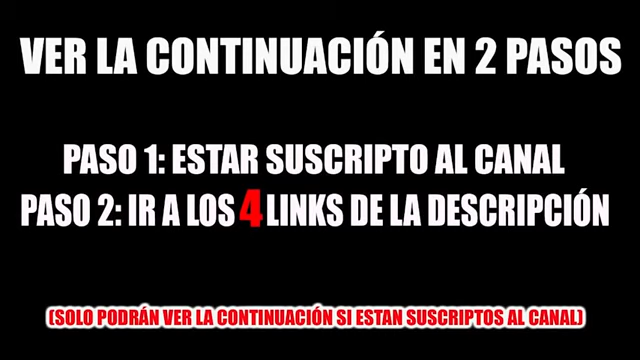 VER LA CONTINUACIÓN EN 2 PASOS
PASO 1: ESTAR SUSCRIPTO AL CANAL
PASO 2: IR A LOS 4 LINKS DE LA DESCRIPCIÓN
(SOLO PODRÁN VER LA CONTINUACIÓN SI ESTAN SUSCRIPTOS AL CANAL)